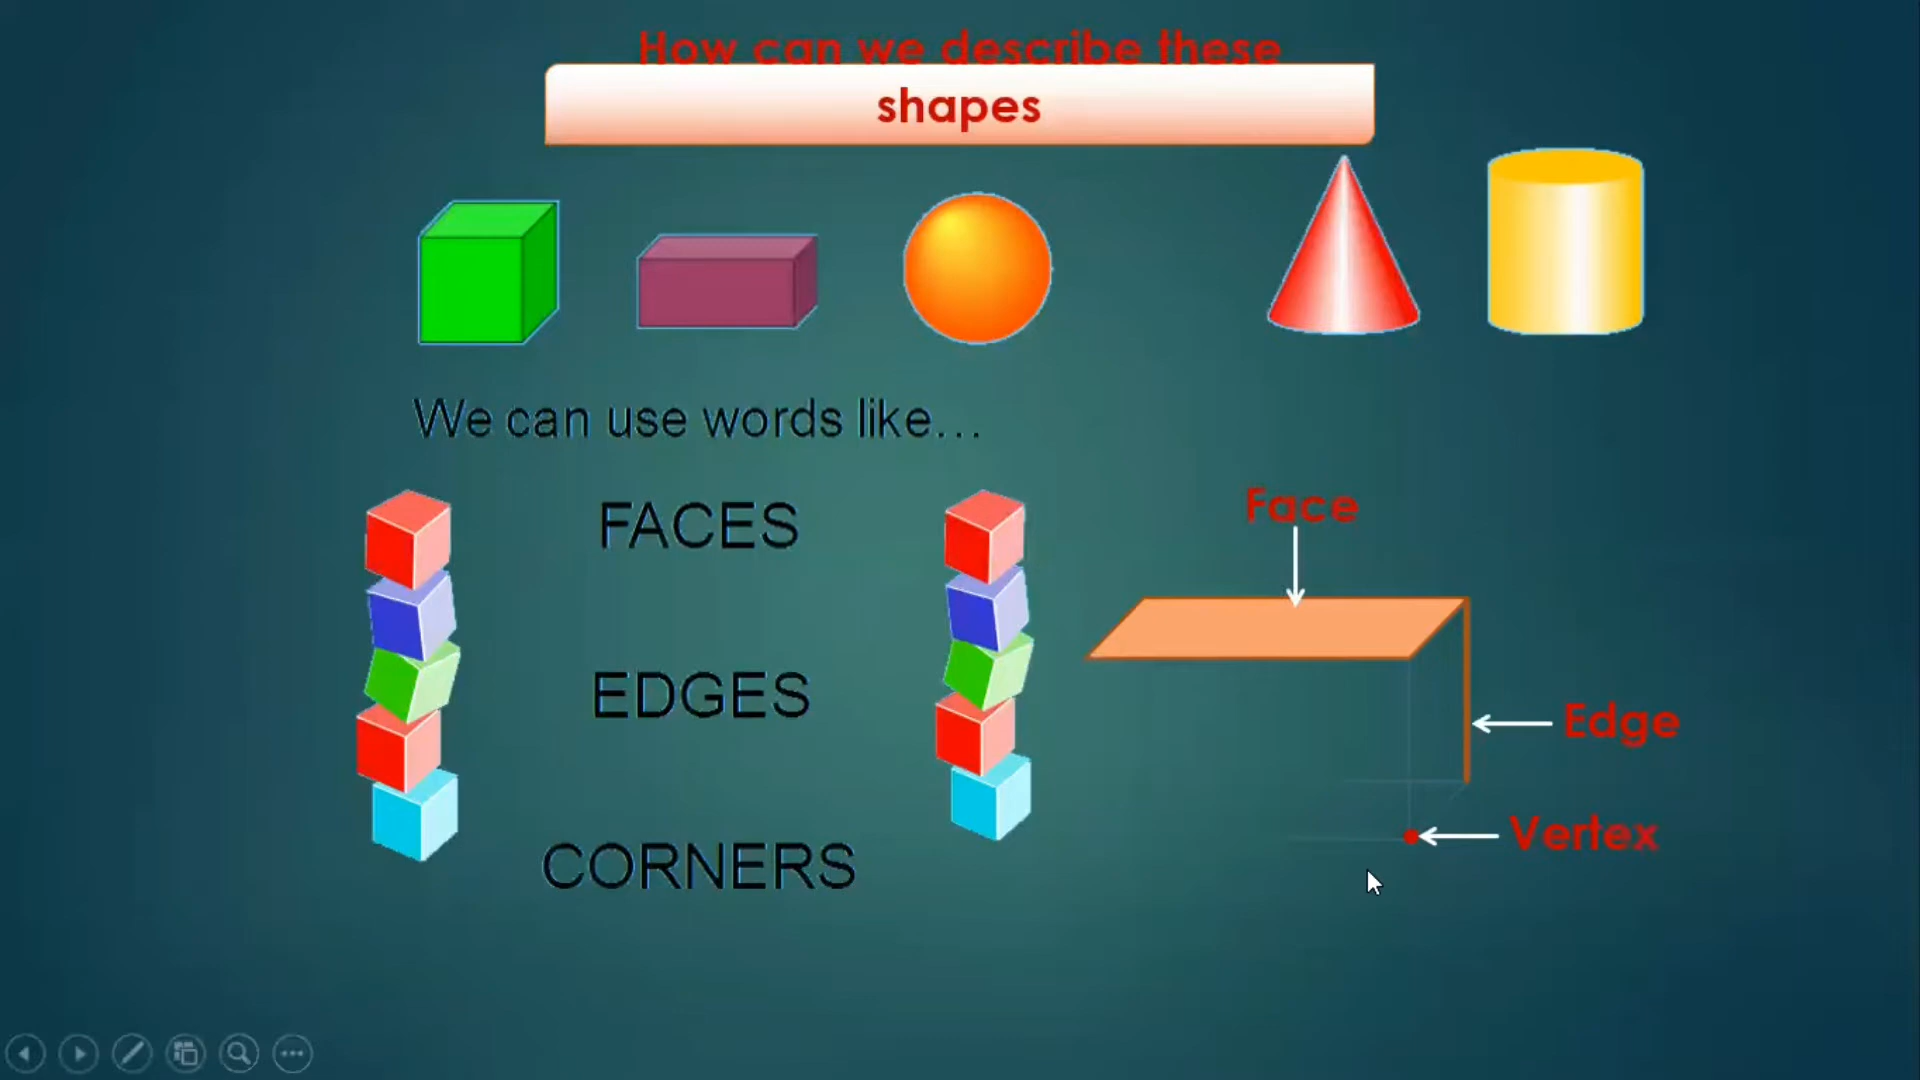 How can we describe these
shapes
We can use words like...
FACES
EDGES
CORNERS
Face
Edge
Vertex